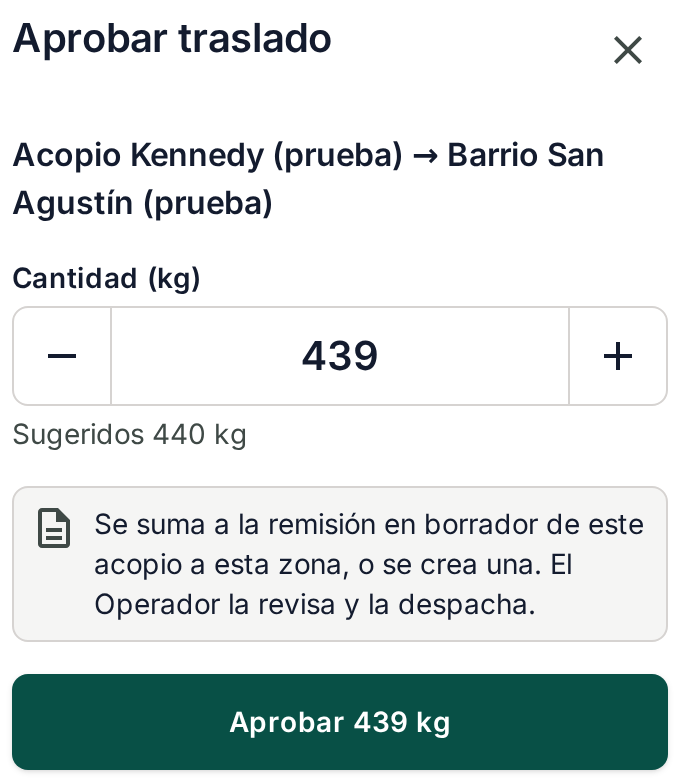 Aprobar traslado
Acopio Kennedy (prueba) → Barrio San
Agustín (prueba)
Cantidad (kg)
− 439 +
Sugeridos 440 kg
Se suma a la remisión en borrador de este
acopio a esta zona, o se crea una. El
Operador la revisa y la despacha.
Aprobar 439 kg